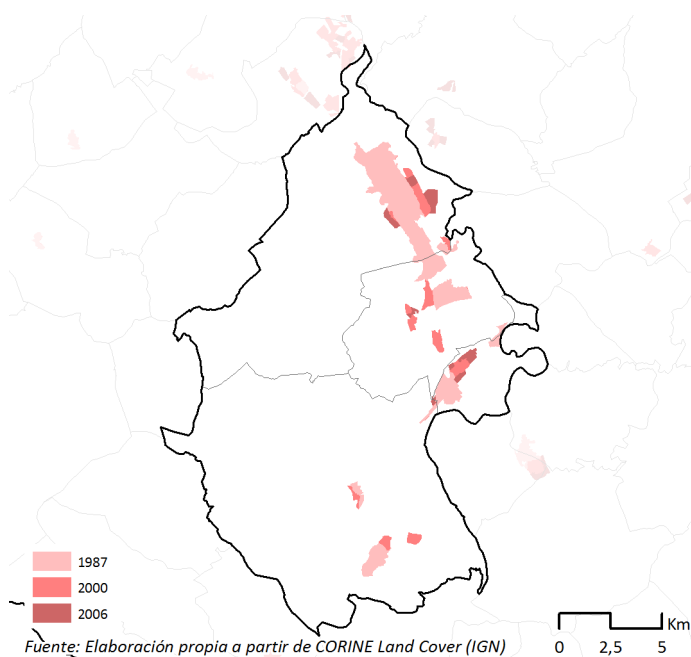 1987
2000
2006
Fuente: Elaboración propia a partir de CORINE Land Cover (IGN)
Km
0 2,5 5